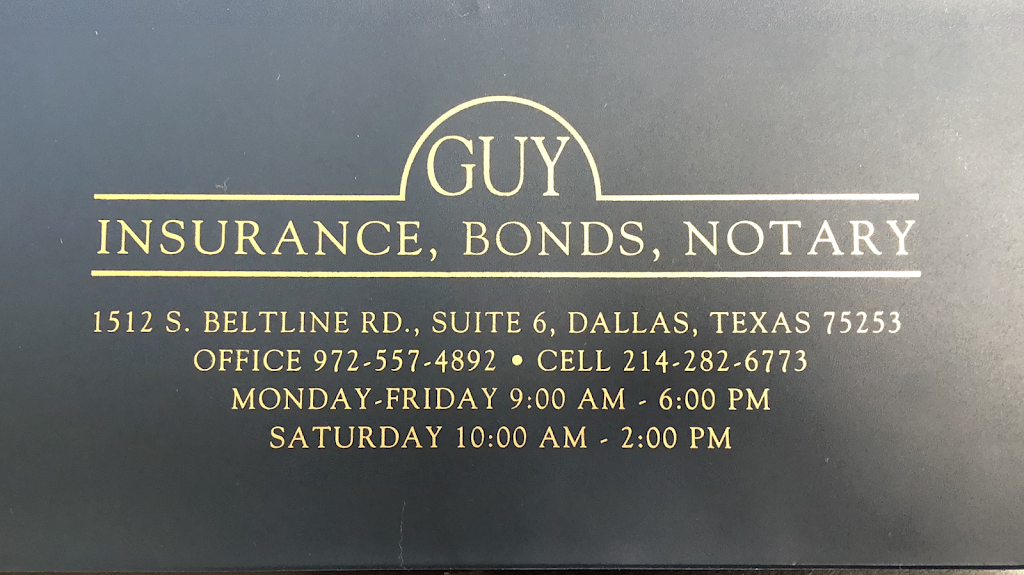 GUY
INSURANCE, BONDS, NOTARY
1512 S. BELTLINE RD., SUITE 6, DALLAS, TEXAS 75253
OFFICE 972-557-4892 • CELL 214-282-6773
MONDAY-FRIDAY 9:00 AM - 6:00 PM
SATURDAY 10:00 AM - 2:00 PM